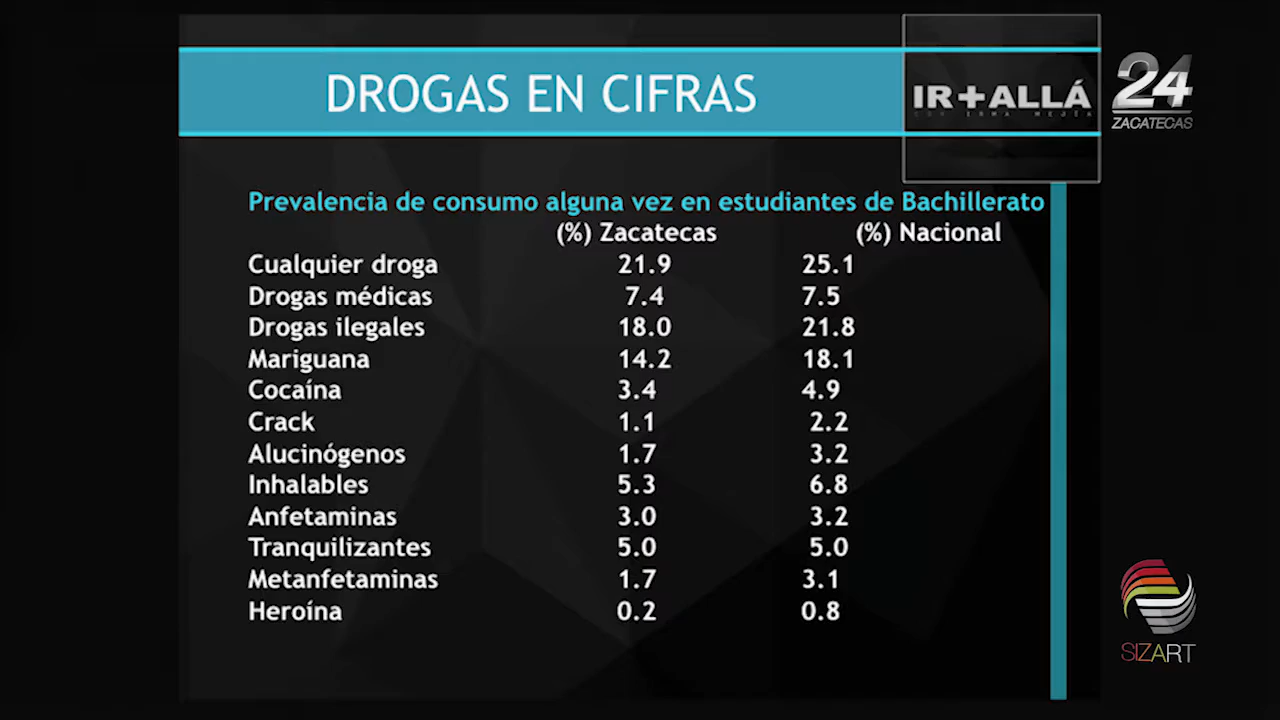 DROGAS EN CIFRAS
IR+ALLÁ
CON IRMA MEJÍA
24
ZACATECAS
Prevalencia de consumo alguna vez en estudiantes de Bachillerato
(%) Zacatecas (%) Nacional
Cualquier droga 21.9 25.1
Drogas médicas 7.4 7.5
Drogas ilegales 18.0 21.8
Mariguana 14.2 18.1
Cocaína 3.4 4.9
Crack 1.1 2.2
Alucinógenos 1.7 3.2
Inhalables 5.3 6.8
Anfetaminas 3.0 3.2
Tranquilizantes 5.0 5.0
Metanfetaminas 1.7 3.1
Heroína 0.2 0.8
SIZART